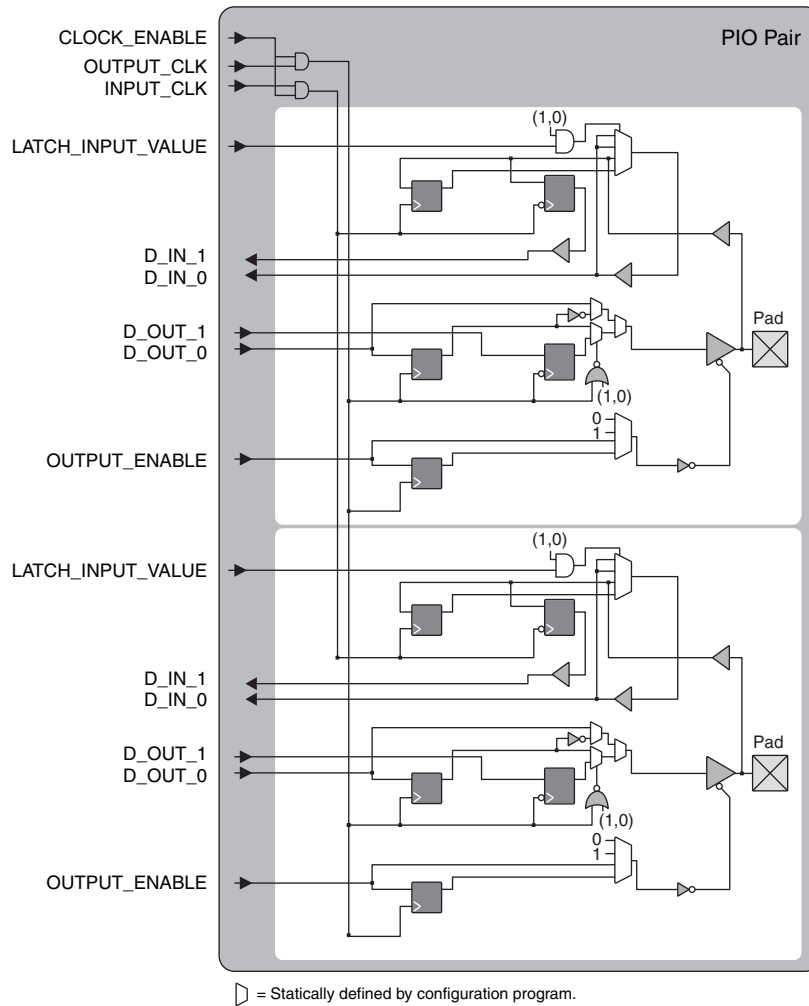 PIO Pair
CLOCK_ENABLE
OUTPUT_CLK
INPUT_CLK
(1,0)
LATCH_INPUT_VALUE
D_IN_1
D_IN_0
Pad
D_OUT_1
D_OUT_0
(1,0)
0
1
OUTPUT_ENABLE
(1,0)
LATCH_INPUT_VALUE
D_IN_1
D_IN_0
Pad
D_OUT_1
D_OUT_0
(1,0)
0
1
OUTPUT_ENABLE
= Statically defined by configuration program.